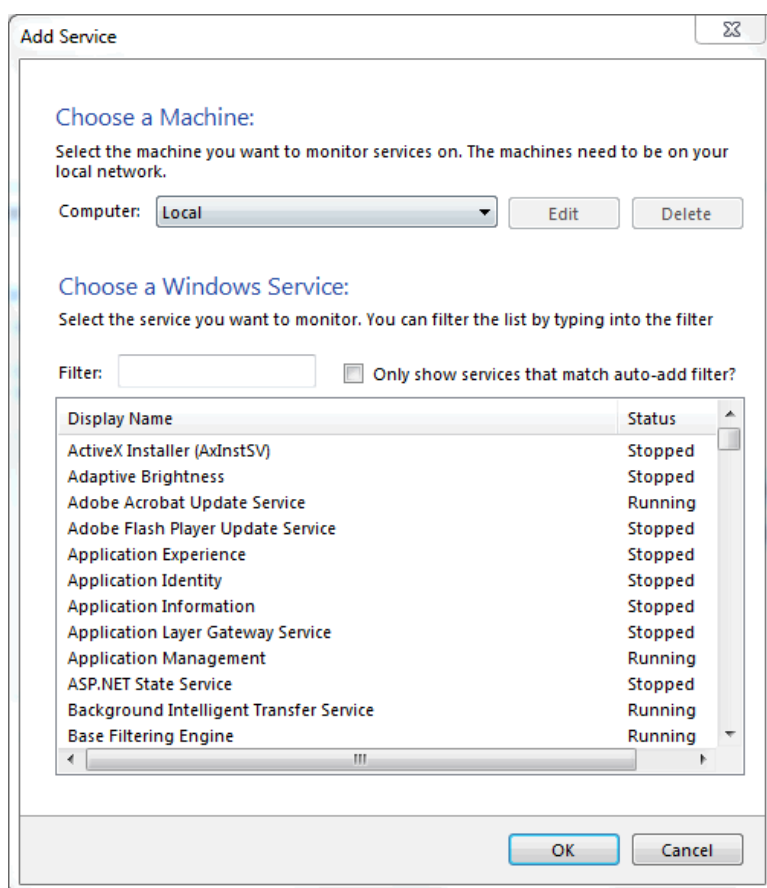 Add Service
Choose a Machine:
Select the machine you want to monitor services on. The machines need to be on your
local network.
Computer: Local Edit Delete
Choose a Windows Service:
Select the service you want to monitor. You can filter the list by typing into the filter
Filter: Only show services that match auto-add filter?
Display Name Status
ActiveX Installer (AxInstSV) Stopped
Adaptive Brightness Stopped
Adobe Acrobat Update Service Running
Adobe Flash Player Update Service Stopped
Application Experience Stopped
Application Identity Stopped
Application Information Stopped
Application Layer Gateway Service Stopped
Application Management Running
ASP.NET State Service Stopped
Background Intelligent Transfer Service Running
Base Filtering Engine Running
OK Cancel